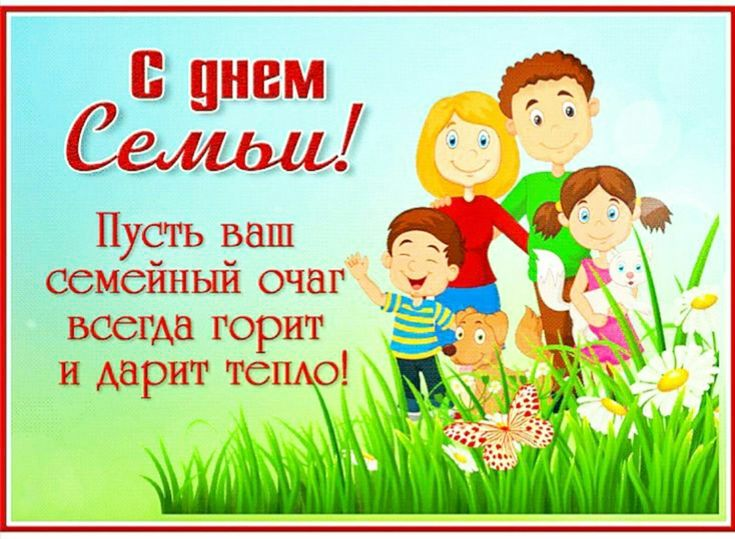 С днем
Семьи!
Пусть ваш
семейный очаг
всегда горит
и дарит тепло!